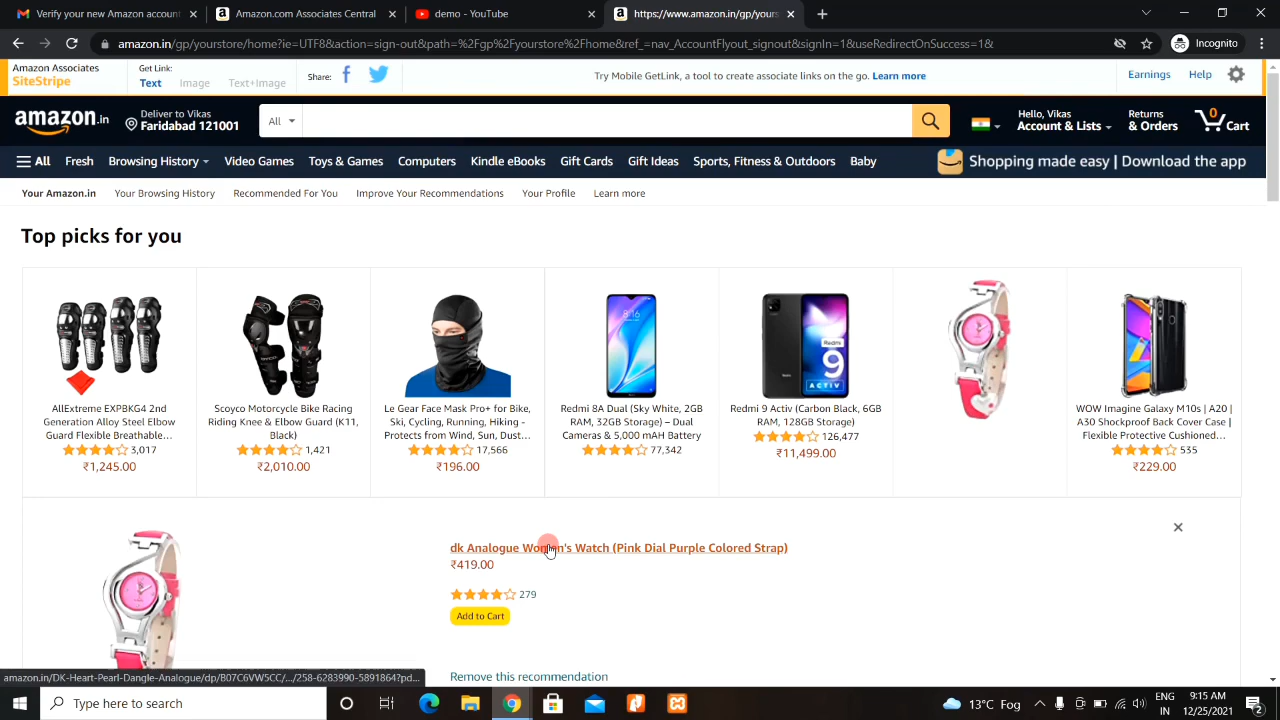 Verify your new Amazon account
Amazon.com Associates Central
demo - YouTube
https://www.amazon.in/gp/yours
amazon.in/gp/yourstore/home?ie=UTF8&action=sign-out&path=%2Fgp%2Fyourstore%2Fhome&ref_=nav_AccountFlyout_signout&signIn=1&useRedirectOnSuccess=1&
Incognito
Amazon Associates
SiteStripe
Get Link:
Text Image Text+Image
Share:
Try Mobile GetLink, a tool to create associate links on the go. Learn more
Earnings Help
amazon.in
Deliver to Vikas
Faridabad 121001
All
Hello, Vikas
Account & Lists
Returns
& Orders
0
Cart
All Fresh Browsing History Video Games Toys & Games Computers Kindle eBooks Gift Cards Gift Ideas Sports, Fitness & Outdoors Baby
Shopping made easy | Download the app
Your Amazon.in Your Browsing History Recommended For You Improve Your Recommendations Your Profile Learn more
Top picks for you
8:16
Redmi
Redmi
9
ACTIV
AllExtreme EXPBKG4 2nd
Generation Alloy Steel Elbow
Guard Flexible Breathable…
3,017
₹1,245.00
Scoyco Motorcycle Bike Racing
Riding Knee & Elbow Guard (K11,
Black)
1,421
₹2,010.00
Le Gear Face Mask Pro+ for Bike,
Ski, Cycling, Running, Hiking -
Protects from Wind, Sun, Dust…
17,566
₹196.00
Redmi 8A Dual (Sky White, 2GB
RAM, 32GB Storage) – Dual
Cameras & 5,000 mAH Battery
77,342
Redmi 9 Activ (Carbon Black, 6GB
RAM, 128GB Storage)
126,477
₹11,499.00
WOW Imagine Galaxy M10s | A20 |
A30 Shockproof Back Cover Case |
Flexible Protective Cushioned…
535
₹229.00
dk Analogue Women's Watch (Pink Dial Purple Colored Strap)
₹419.00
279
Add to Cart
Remove this recommendation
amazon.in/DK-Heart-Pearl-Dangle-Analogue/dp/B07C6VW5CC/.../258-6283990-5891864?pd...
Type here to search
13°C Fog
ENG
IN
9:15 AM
12/25/2021
2